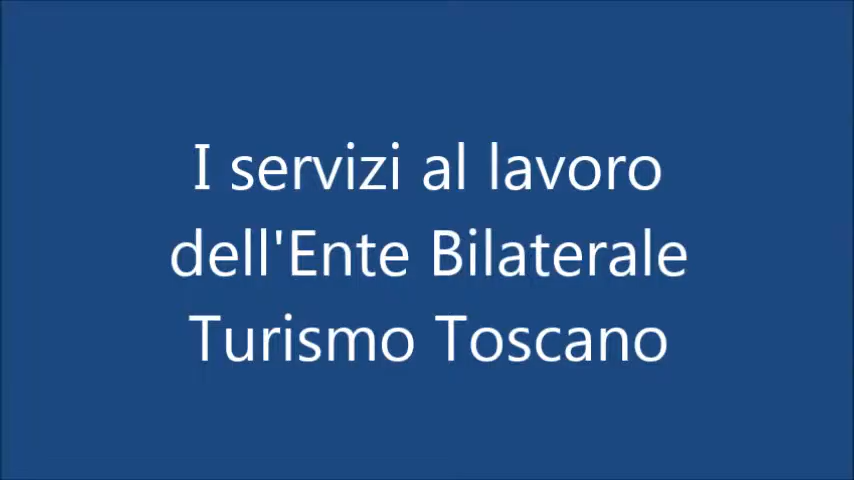 I servizi al lavoro
dell'Ente Bilaterale
Turismo Toscano